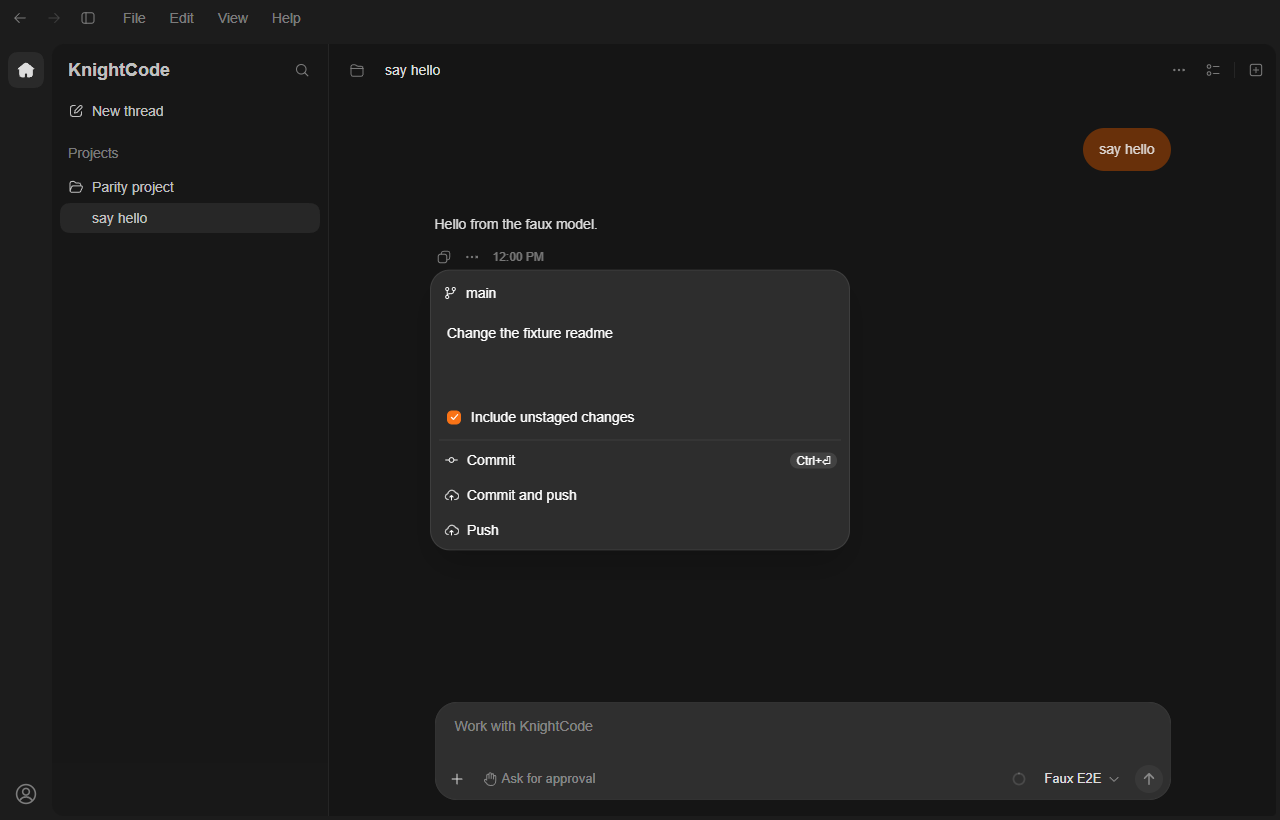 File Edit View Help
KnightCode
say hello
New thread
say hello
Projects
Parity project
say hello
Hello from the faux model.
12:00 PM
main
Change the fixture readme
Include unstaged changes
Commit Ctrl+⏎
Commit and push
Push
Work with KnightCode
Ask for approval Faux E2E